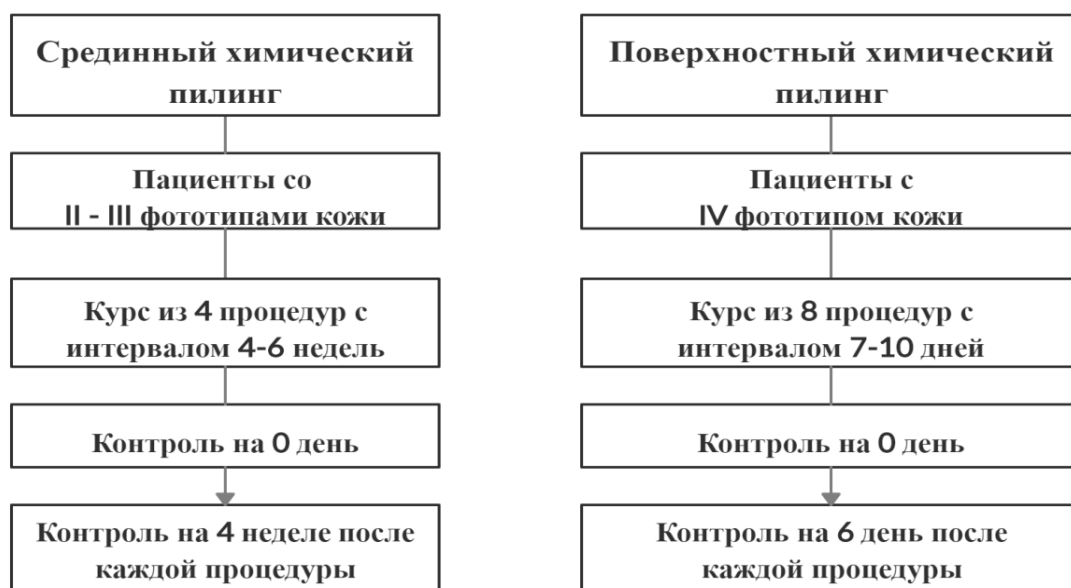 Срединный химический
пилинг
Пациенты со
II - III фототипами кожи
Курс из 4 процедур с
интервалом 4-6 недель
Контроль на 0 день
Контроль на 4 неделе после
каждой процедуры
Поверхностный химический
пилинг
Пациенты с
IV фототипом кожи
Курс из 8 процедур с
интервалом 7-10 дней
Контроль на 0 день
Контроль на 6 день после
каждой процедуры